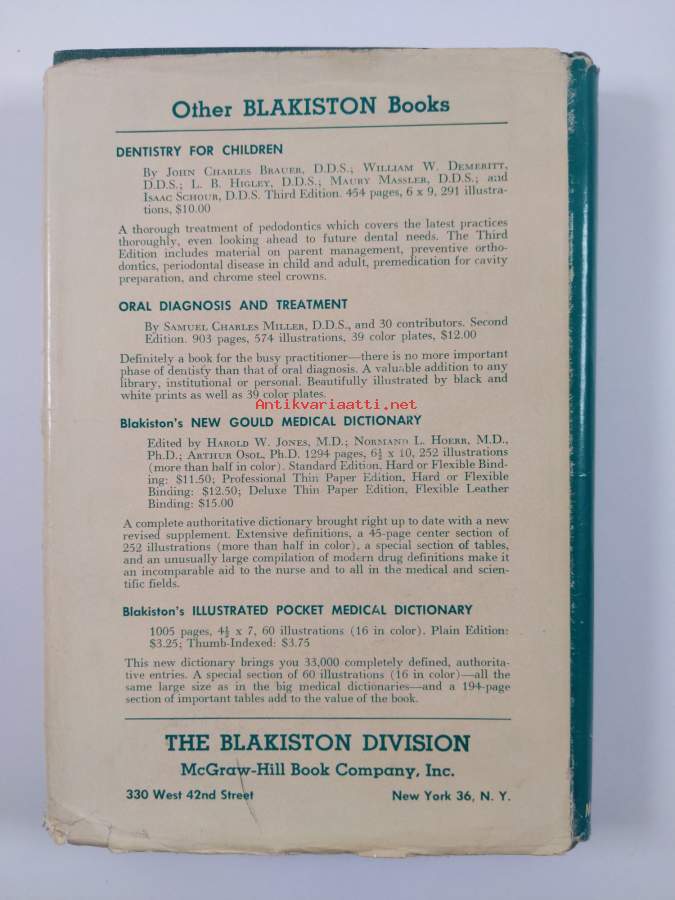 Other BLAKISTON Books
DENTISTRY FOR CHILDREN
By John Charles Brauer, D.D.S.; William W. Demeritt,
D.D.S.; L. B. Higley, D.D.S.; Maury Massler, D.D.S.; and
Isaac Schour, D.D.S. Third Edition. 454 pages, 6 x 9, 291 illustra-
tions, $10.00
A thorough treatment of pedodontics which covers the latest practices
thoroughly, even looking ahead to future dental needs. The Third
Edition includes material on parent management, preventive ortho-
dontics, periodontal disease in child and adult, premedication for cavity
preparation, and chrome steel crowns.
ORAL DIAGNOSIS AND TREATMENT
By Samuel Charles Miller, D.D.S., and 30 contributors. Second
Edition. 903 pages, 574 illustrations, 39 color plates, $12.00
Definitely a book for the busy practitioner—there is no more important
phase of dentisty than that of oral diagnosis. A valuable addition to any
library, institutional or personal. Beautifully illustrated by black and
white prints as well as 39 color plates.
Antikvariaatti.net
Blakiston's NEW GOULD MEDICAL DICTIONARY
Edited by Harold W. Jones, M.D.; Normand L. Hoerr, M.D.,
Ph.D.; Arthur Osol, Ph.D. 1294 pages, 6½ x 10, 252 illustrations
(more than half in color). Standard Edition, Hard or Flexible Bind-
ing: $11.50; Professional Thin Paper Edition, Hard or Flexible
Binding: $12.50; Deluxe Thin Paper Edition, Flexible Leather
Binding: $15.00
A complete authoritative dictionary brought right up to date with a new
revised supplement. Extensive definitions, a 45-page center section of
252 illustrations (more than half in color), a special section of tables,
and an unusually large compilation of modern drug definitions make it
an incomparable aid to the nurse and to all in the medical and scien-
tific fields.
Blakiston's ILLUSTRATED POCKET MEDICAL DICTIONARY
1005 pages, 4½ x 7, 60 illustrations (16 in color). Plain Edition:
$3.25; Thumb-Indexed: $3.75
This new dictionary brings you 33,000 completely defined, authorita-
tive entries. A special section of 60 illustrations (16 in color)—all the
same large size as in the big medical dictionaries—and a 194-page
section of important tables add to the value of the book.
THE BLAKISTON DIVISION
McGraw-Hill Book Company, Inc.
330 West 42nd Street New York 36, N. Y.